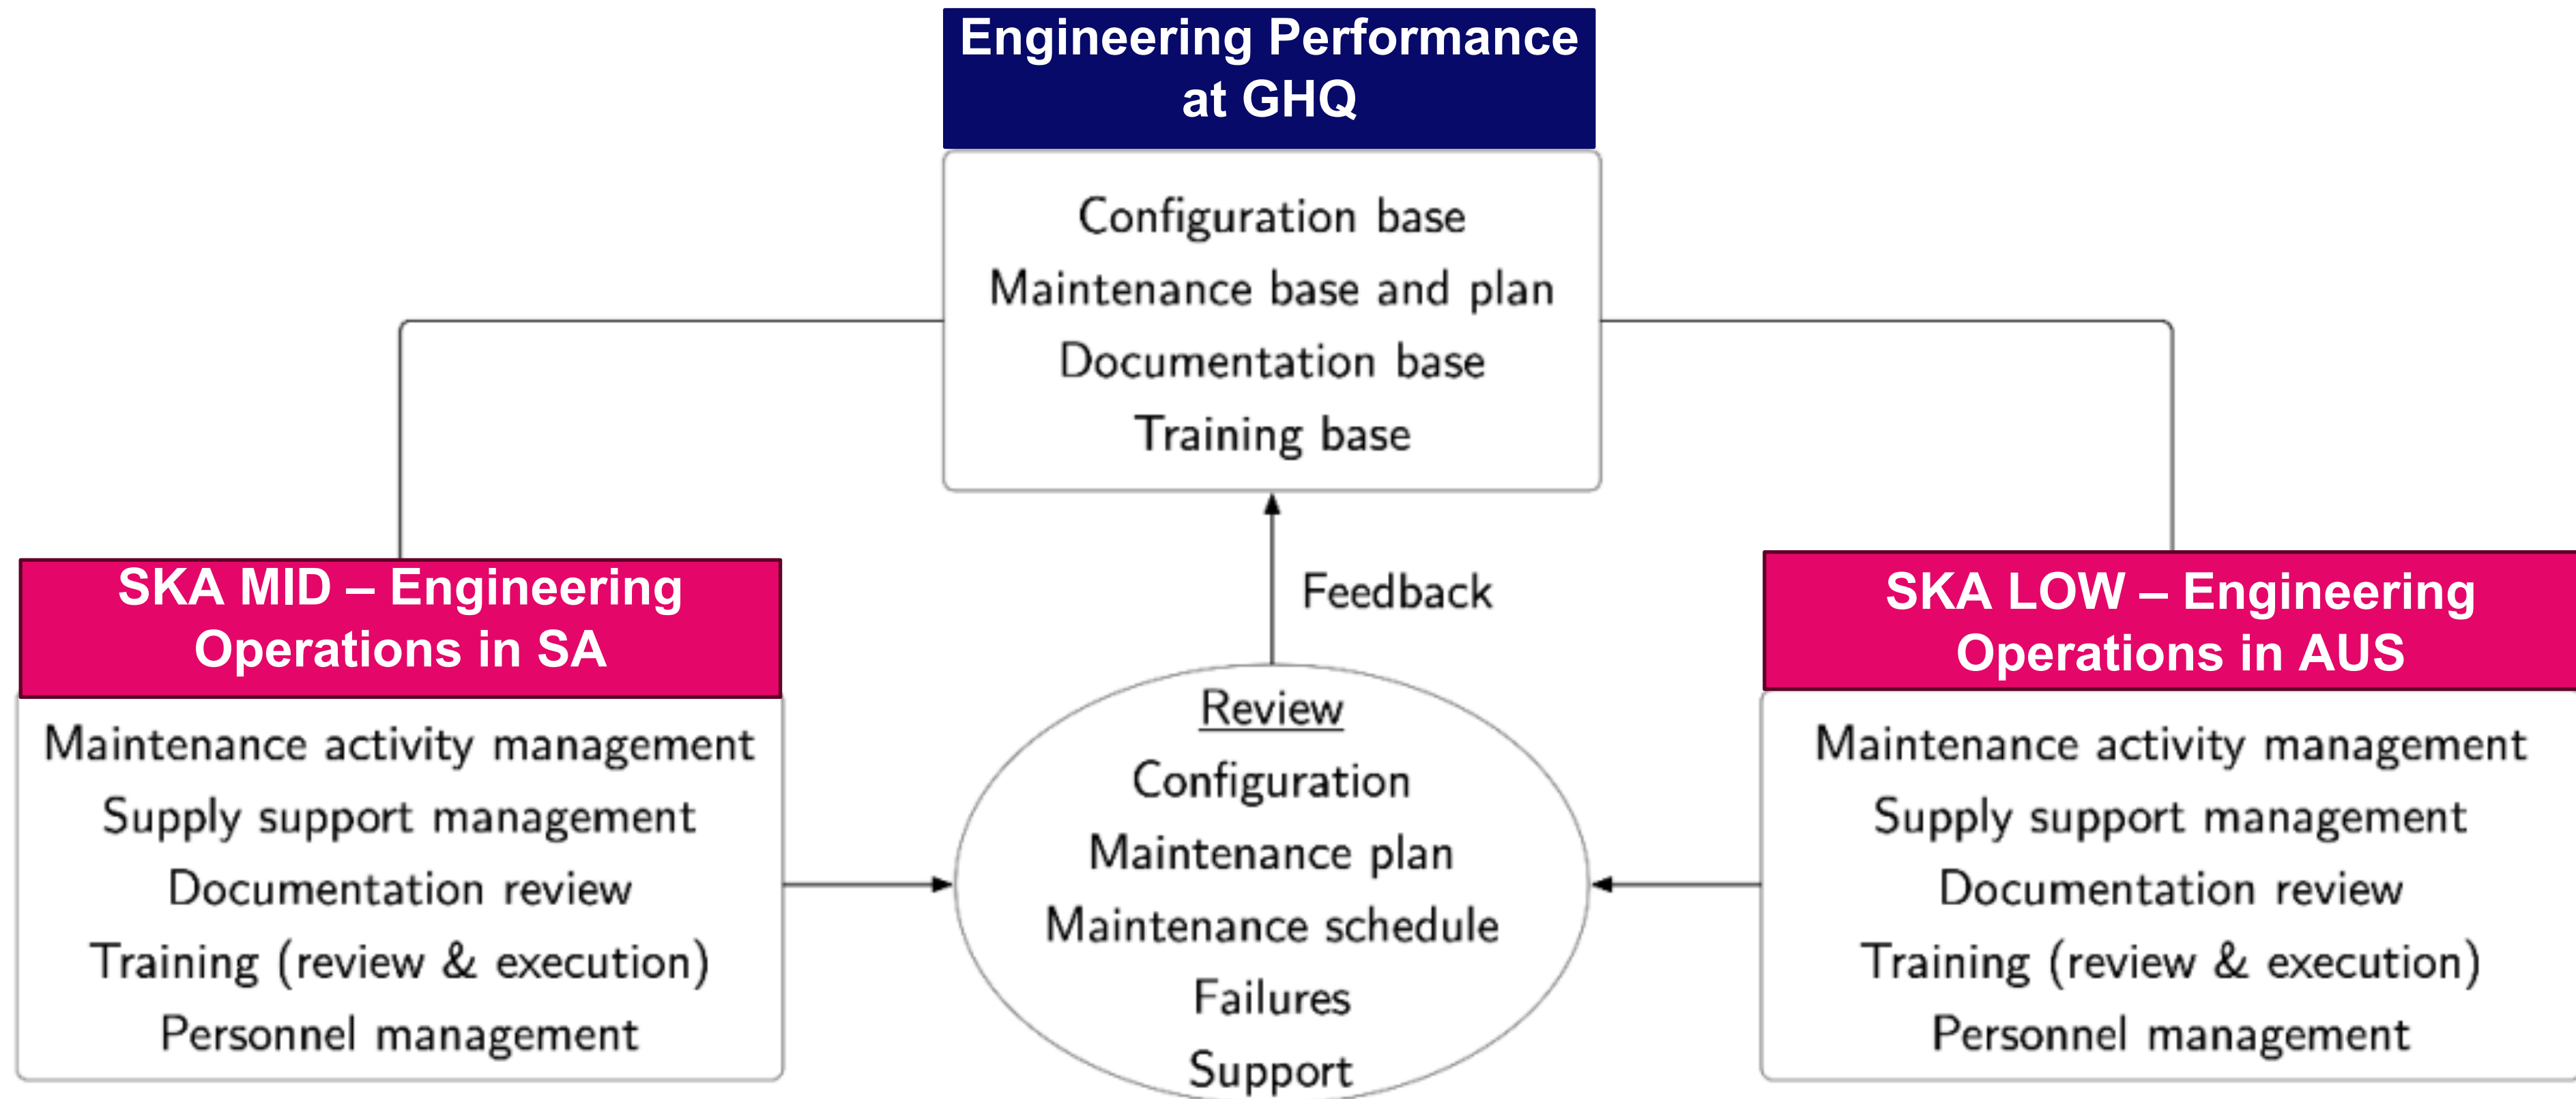 Engineering Performance
at GHQ
Configuration base
Maintenance base and plan
Documentation base
Training base
Feedback
SKA MID – Engineering
Operations in SA
Maintenance activity management
Supply support management
Documentation review
Training (review & execution)
Personnel management
Review
Configuration
Maintenance plan
Maintenance schedule
Failures
Support
SKA LOW – Engineering
Operations in AUS
Maintenance activity management
Supply support management
Documentation review
Training (review & execution)
Personnel management